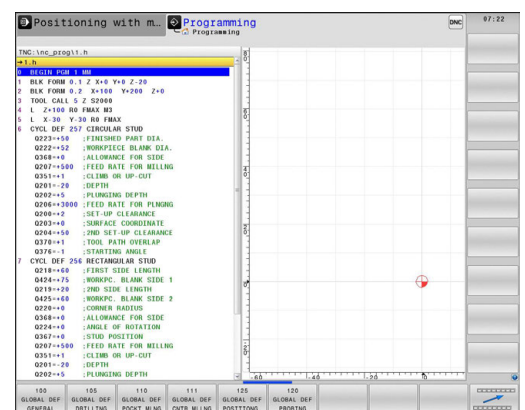 Positioning with m… Programming DNC 07:22
Programming
TNC:\nc_prog\1.h
→1.h
0 BEGIN PGM 1 MM
1 BLK FORM 0.1 Z X+0 Y+0 Z-20
2 BLK FORM 0.2 X+100 Y+200 Z+0
3 TOOL CALL 5 Z S2000
4 L Z+100 R0 FMAX M3
5 L X-30 Y-30 R0 FMAX
6 CYCL DEF 257 CIRCULAR STUD
Q223=+50 ;FINISHED PART DIA.
Q222=+52 ;WORKPIECE BLANK DIA.
Q368=+0 ;ALLOWANCE FOR SIDE
Q207=+500 ;FEED RATE FOR MILLNG
Q351=+1 ;CLIMB OR UP-CUT
Q201=-20 ;DEPTH
Q202=+5 ;PLUNGING DEPTH
Q206=+3000 ;FEED RATE FOR PLNGNG
Q200=+2 ;SET-UP CLEARANCE
Q203=+0 ;SURFACE COORDINATE
Q204=+50 ;2ND SET-UP CLEARANCE
Q370=+1 ;TOOL PATH OVERLAP
Q376=-1 ;STARTING ANGLE
7 CYCL DEF 256 RECTANGULAR STUD
Q218=+60 ;FIRST SIDE LENGTH
Q424=+75 ;WORKPC. BLANK SIDE 1
Q219=+20 ;2ND SIDE LENGTH
Q425=+60 ;WORKPC. BLANK SIDE 2
Q220=+0 ;CORNER RADIUS
Q368=+0 ;ALLOWANCE FOR SIDE
Q224=+0 ;ANGLE OF ROTATION
Q367=+0 ;STUD POSITION
Q207=+500 ;FEED RATE FOR MILLNG
Q351=+1 ;CLIMB OR UP-CUT
Q201=-20 ;DEPTH
Q202=+5 ;PLUNGING DEPTH
-60 -40 -20 0
100 105 110 111 125 120
GLOBAL DEF GLOBAL DEF GLOBAL DEF GLOBAL DEF GLOBAL DEF GLOBAL DEF
GENERAL DRILLING POCKT MLNG CNTR MLLNG POSITIONG PROBING